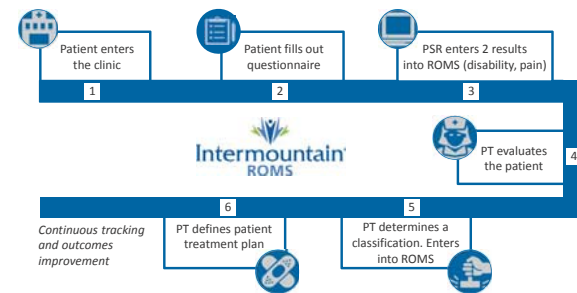 Patient enters
the clinic
1
Patient fills out
questionnaire
2
PSR enters 2 results
into ROMS (disability, pain)
3
PT evaluates
the patient
4
Intermountain
ROMS
6
5
Continuous tracking
and outcomes
improvement
PT defines patient
treatment plan
PT determines a
classification. Enters
into ROMS